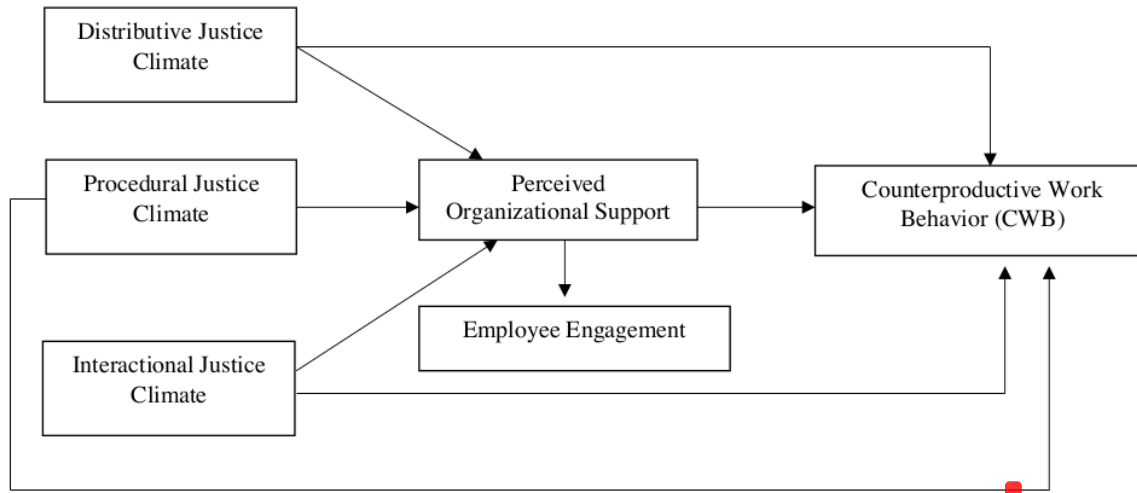 Distributive Justice
Climate
Procedural Justice
Climate
Perceived
Organizational Support
Counterproductive Work
Behavior (CWB)
Employee Engagement
Interactional Justice
Climate